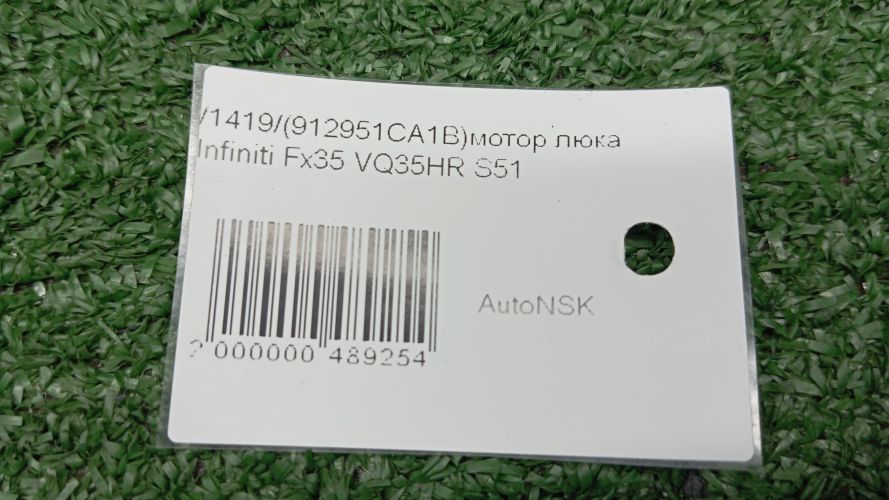 /1419/(912951CA1B)мотор люка
Infiniti Fx35 VQ35HR S51
AutoNSK
2 000000 489254